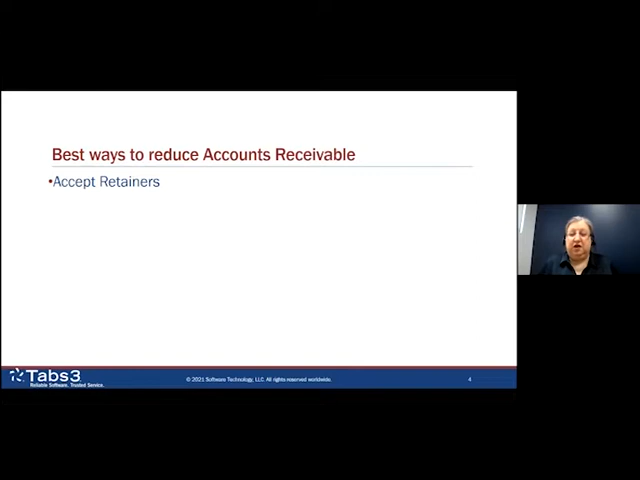 Best ways to reduce Accounts Receivable
•Accept Retainers
Tabs3
Reliable Software. Trusted Service.
© 2021 Software Technology, LLC. All rights reserved worldwide.
4